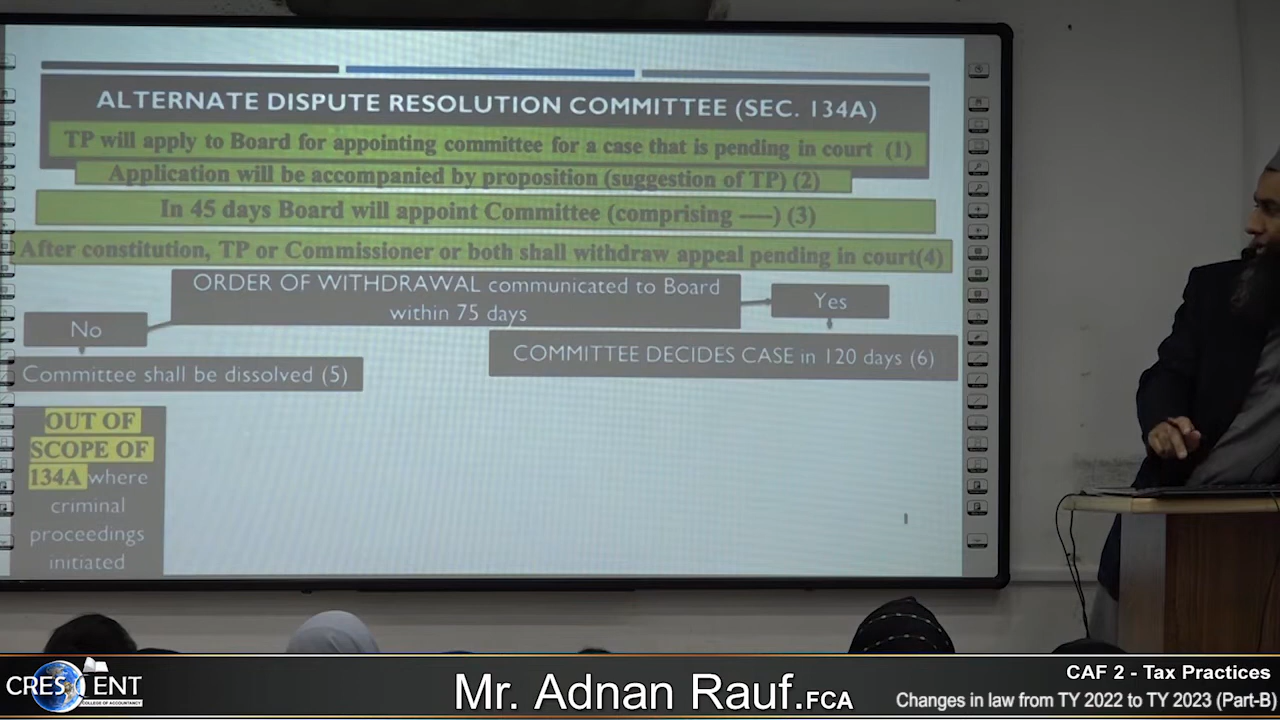 ALTERNATE DISPUTE RESOLUTION COMMITTEE (SEC. 134A)
TP will apply to Board for appointing committee for a case that is pending in court (1)
Application will be accompanied by proposition (suggestion of TP) (2)
In 45 days Board will appoint Committee (comprising ----) (3)
After constitution, TP or Commissioner or both shall withdraw appeal pending in court(4)
ORDER OF WITHDRAWAL communicated to Board
within 75 days
Yes
No
COMMITTEE DECIDES CASE in 120 days (6)
Committee shall be dissolved (5)
OUT OF
SCOPE OF
134A where
criminal
proceedings
initiated
CRESCENT
COLLEGE OF ACCOUNTANCY
Mr. Adnan Rauf.FCA
CAF 2 - Tax Practices
Changes in law from TY 2022 to TY 2023 (Part-B)